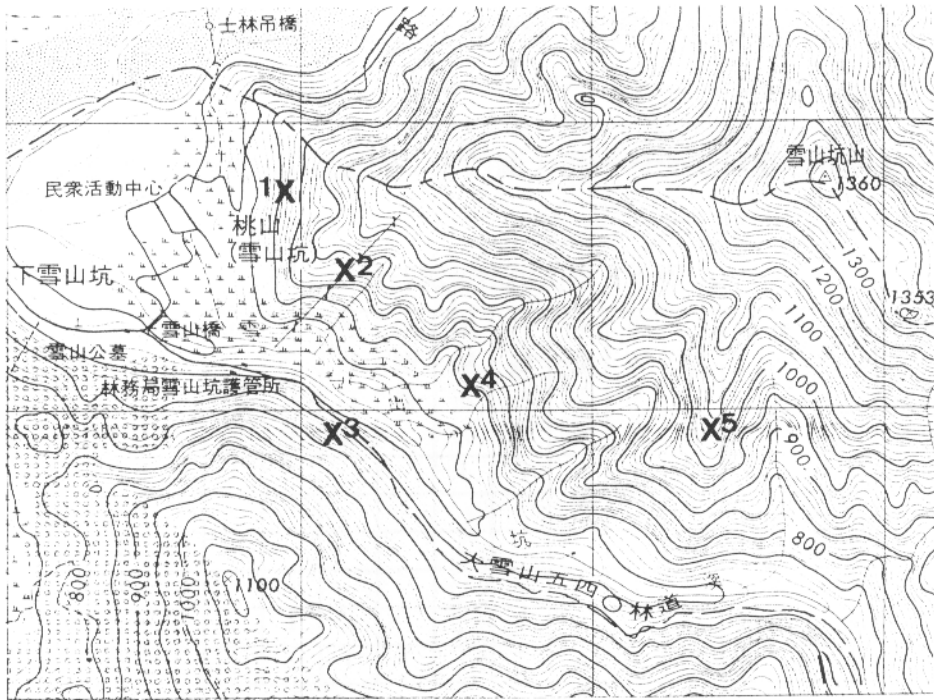 士林吊橋
路
民眾活動中心
1X
雪山坑山
1360
桃山
(雪山坑)
X2
下雪山坑
1300
1200
1353
1100
雪山橋
雪
雪山公墓
林務局雪山坑護管所
X4
1000
X3
X5
900
坑
800
大雪山五四〇林道
800
900
1000
1100